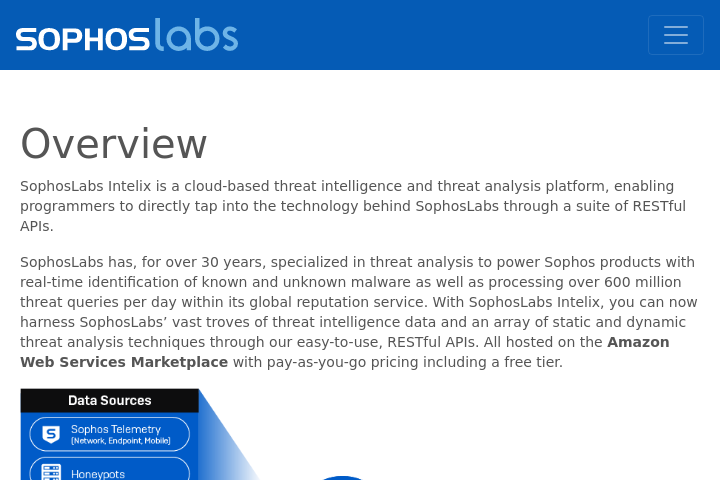 SOPHOS labs
Overview
SophosLabs Intelix is a cloud-based threat intelligence and threat analysis platform, enabling
programmers to directly tap into the technology behind SophosLabs through a suite of RESTful
APIs.
SophosLabs has, for over 30 years, specialized in threat analysis to power Sophos products with
real-time identification of known and unknown malware as well as processing over 600 million
threat queries per day within its global reputation service. With SophosLabs Intelix, you can now
harness SophosLabs’ vast troves of threat intelligence data and an array of static and dynamic
threat analysis techniques through our easy-to-use, RESTful APIs. All hosted on the Amazon
Web Services Marketplace with pay-as-you-go pricing including a free tier.
Data Sources
Sophos Telemetry
[Network, Endpoint, Mobile]
Honeypots